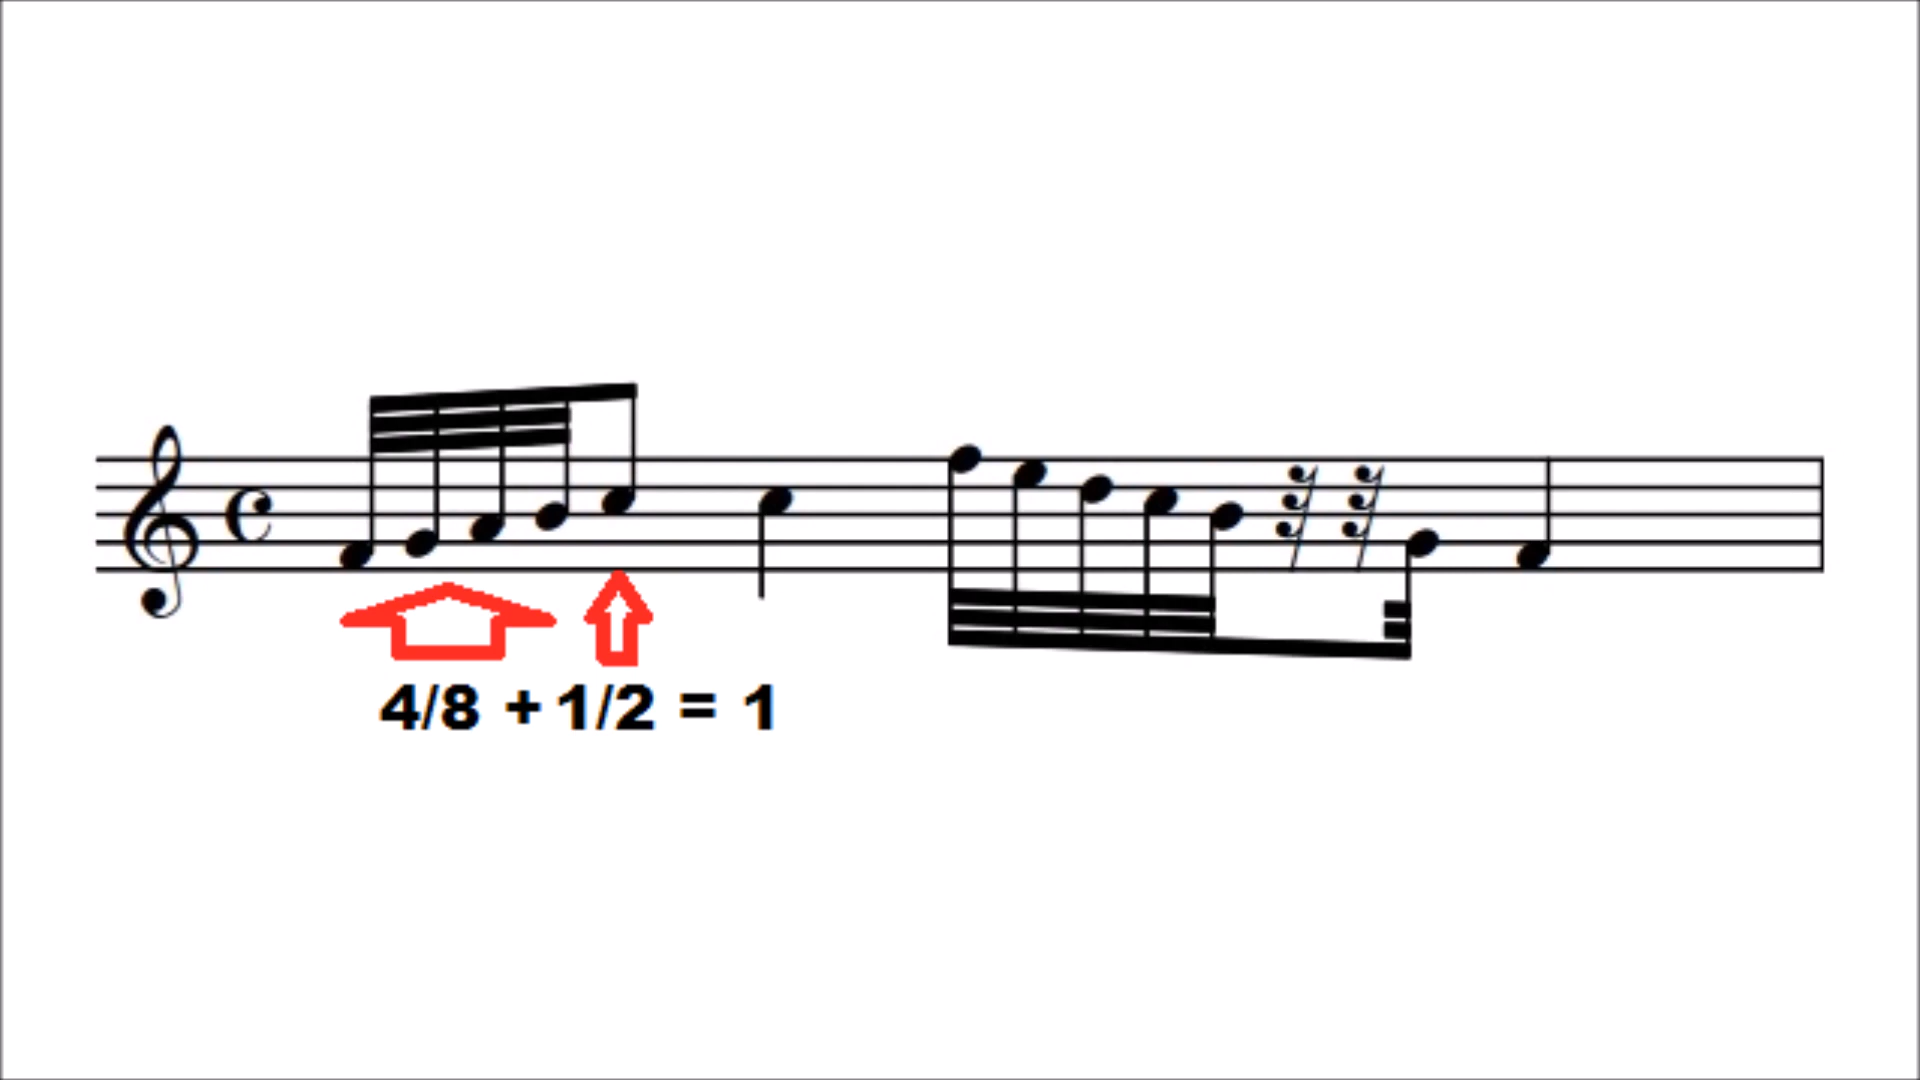 4/8 + 1/2 = 1